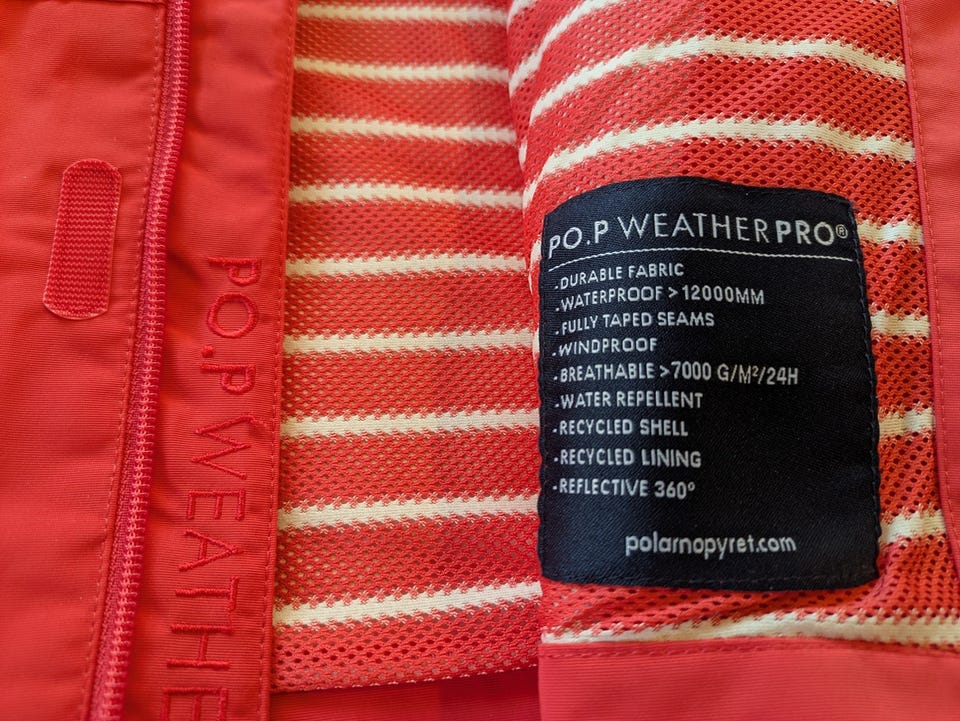 PO.P WEATHE
PO.P WEATHERPRO®
-DURABLE FABRIC
-WATERPROOF > 12000MM
-FULLY TAPED SEAMS
-WINDPROOF
-BREATHABLE >7000 G/M²/24H
-WATER REPELLENT
-RECYCLED SHELL
-RECYCLED LINING
-REFLECTIVE 360°
polarnopyret.com